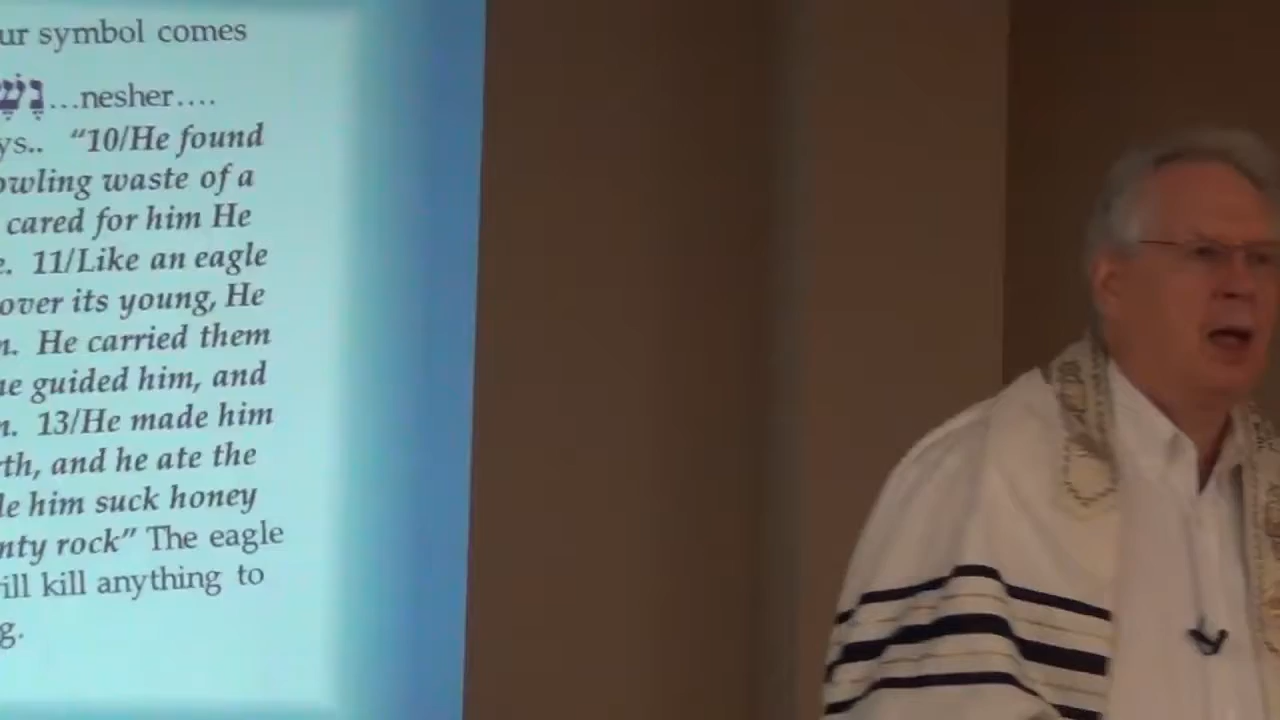 ur symbol comes
...nesher....
ys.. “10/He found
owling waste of a
cared for him He
e. 11/Like an eagle
over its young, He
n. He carried them
he guided him, and
n. 13/He made him
rth, and he ate the
de him suck honey
nty rock” The eagle
ill kill anything to
g.